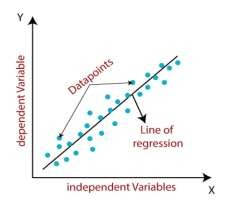 Y
dependent Variable
Datapoints
Line of
regression
independent Variables
X